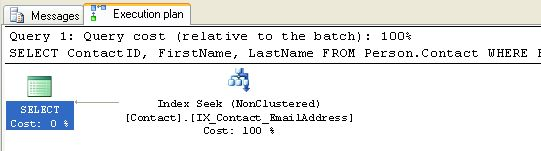 Messages Execution plan
Query 1: Query cost (relative to the batch): 100%
SELECT ContactID, FirstName, LastName FROM Person.Contact WHERE
SELECT
Cost: 0 %
Index Seek (NonClustered)
[Contact].[IX_Contact_EmailAddress]
Cost: 100 %